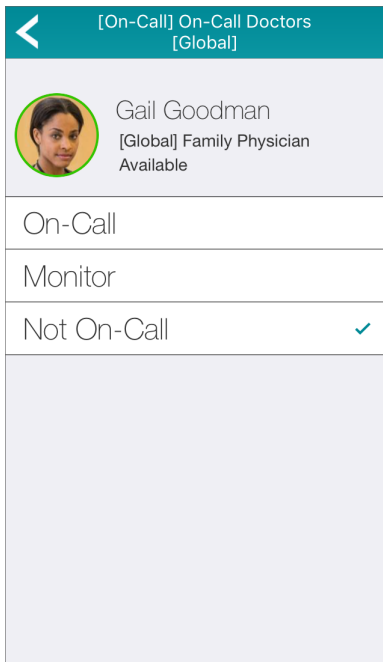 [On-Call] On-Call Doctors
[Global]
Gail Goodman
[Global] Family Physician
Available
On-Call
Monitor
Not On-Call